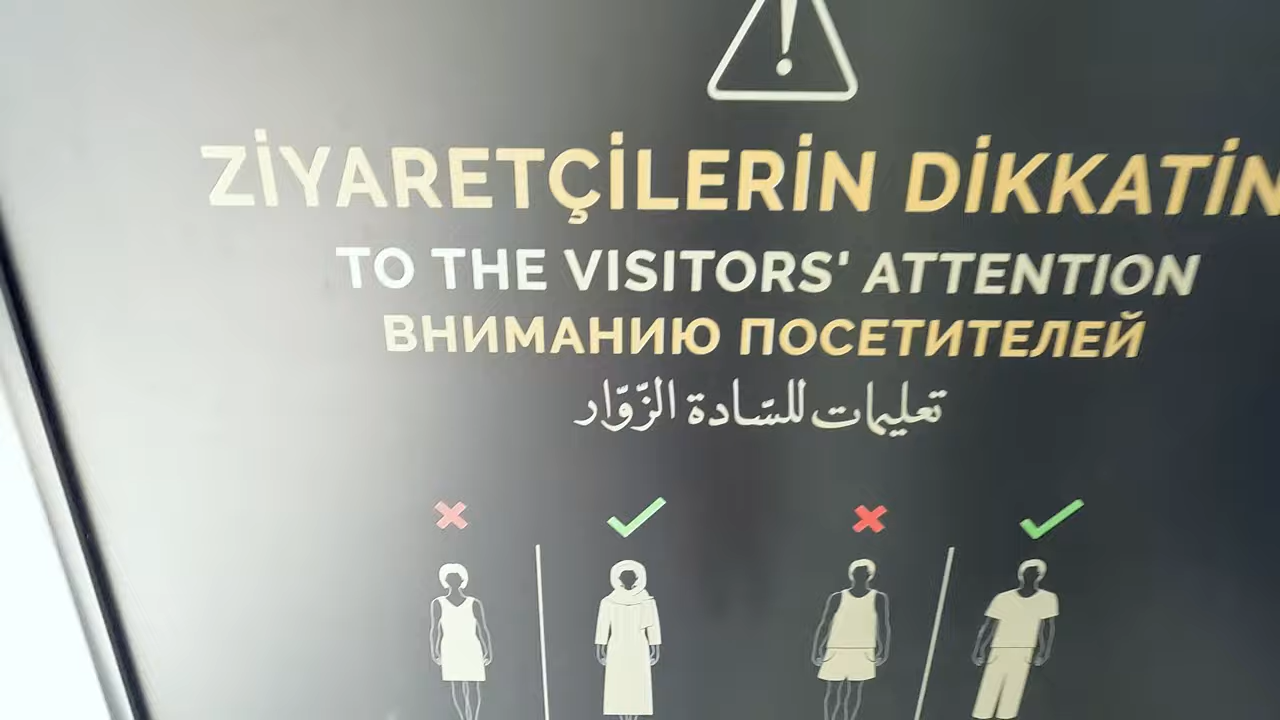 ZİYARETÇİLERİN DİKKATİN
TO THE VISITORS' ATTENTION
ВНИМАНИЮ ПОСЕТИТЕЛЕЙ
تعليمات للسّادة الزّوّار